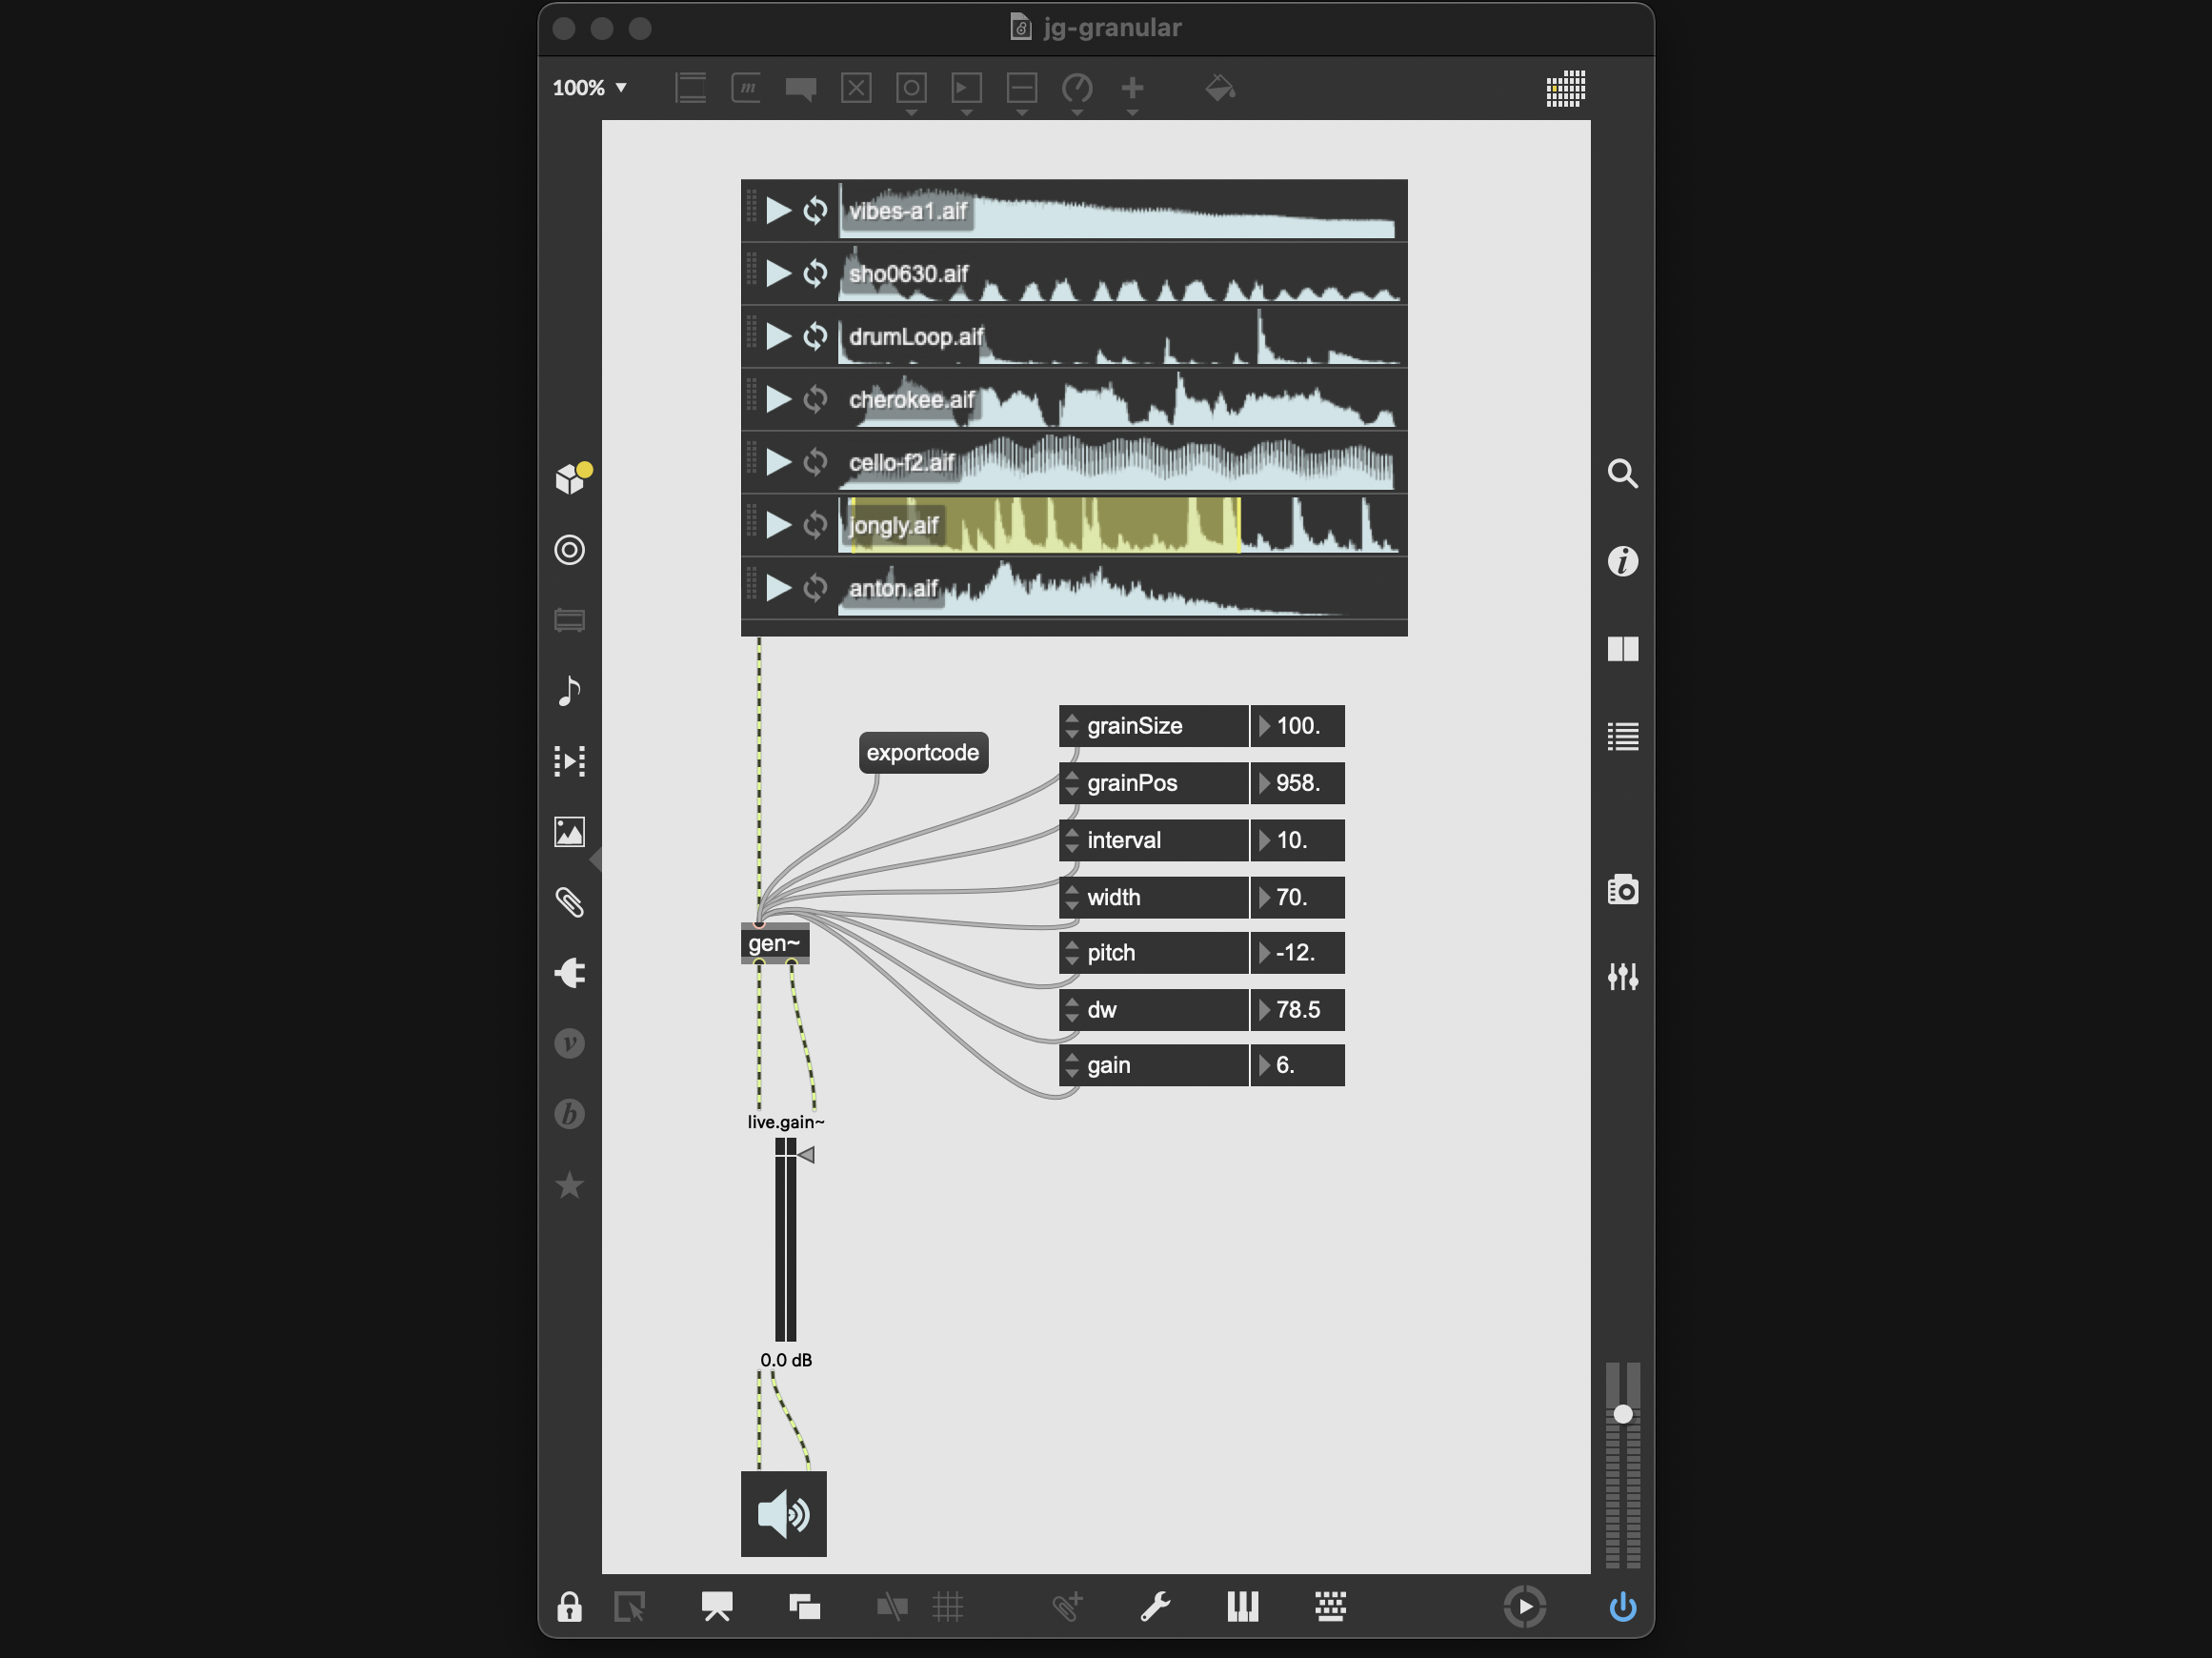 jg-granular
100%
m
vibes-a1.aif
sho0630.aif
drumLoop.aif
cherokee.aif
cello-f2.aif
jongly.aif
anton.aif
exportcode
grainSize 100.
grainPos 958.
interval 10.
width 70.
pitch -12.
dw 78.5
gain 6.
gen~
live.gain~
0.0 dB
i
v
b